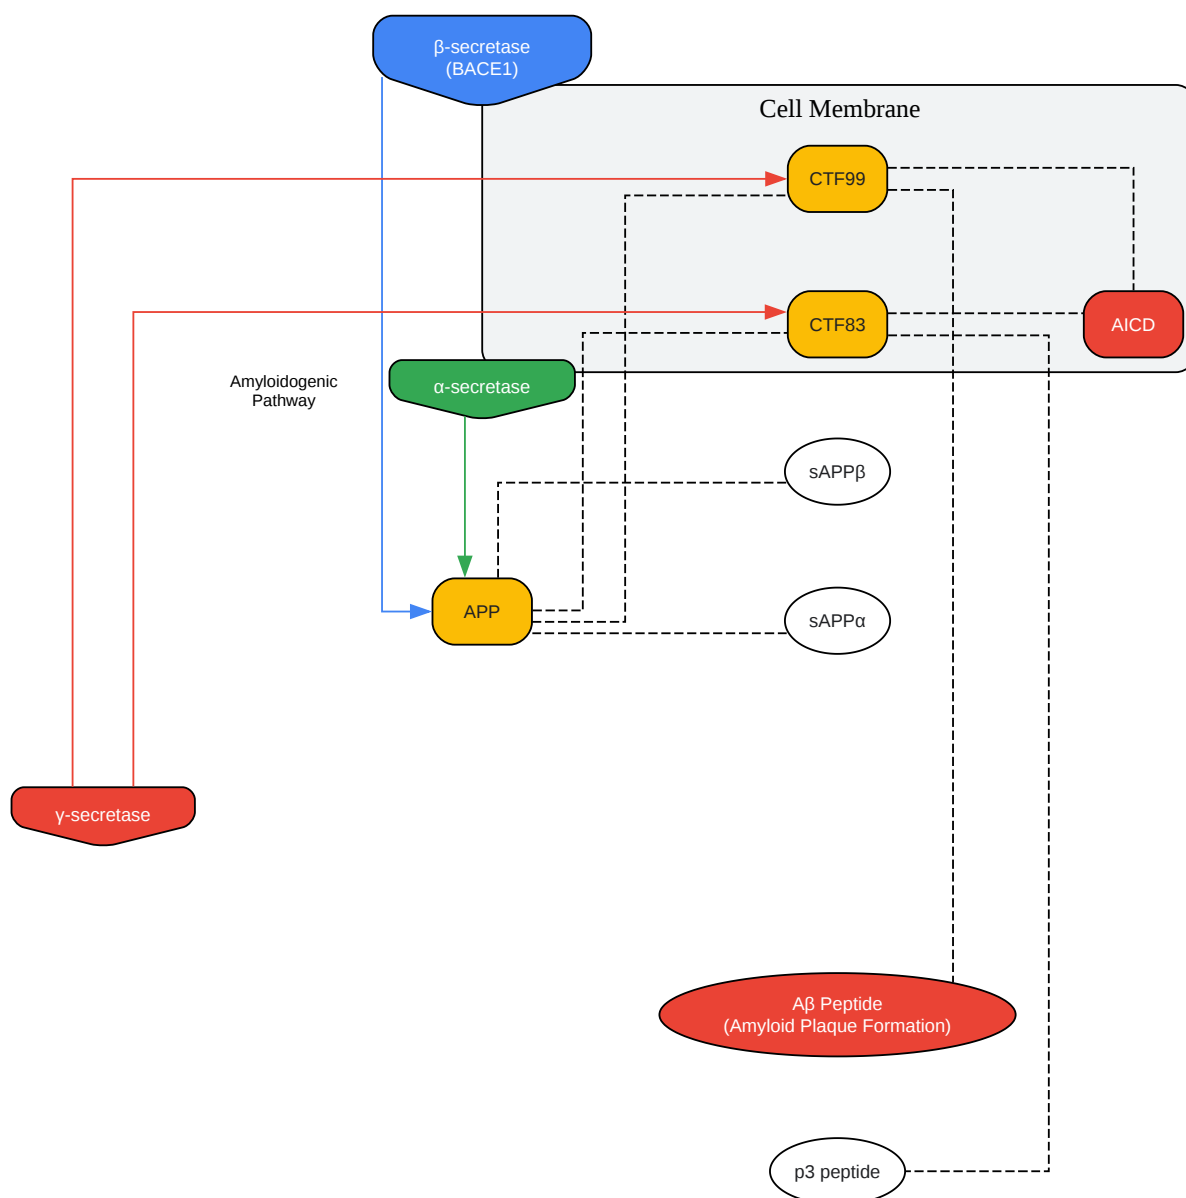 β-secretase
(BACE1)
Cell Membrane
CTF99
CTF83
AICD
Amyloidogenic
Pathway
α-secretase
sAPPβ
APP
sAPPα
γ-secretase
Aβ Peptide
(Amyloid Plaque Formation)
p3 peptide